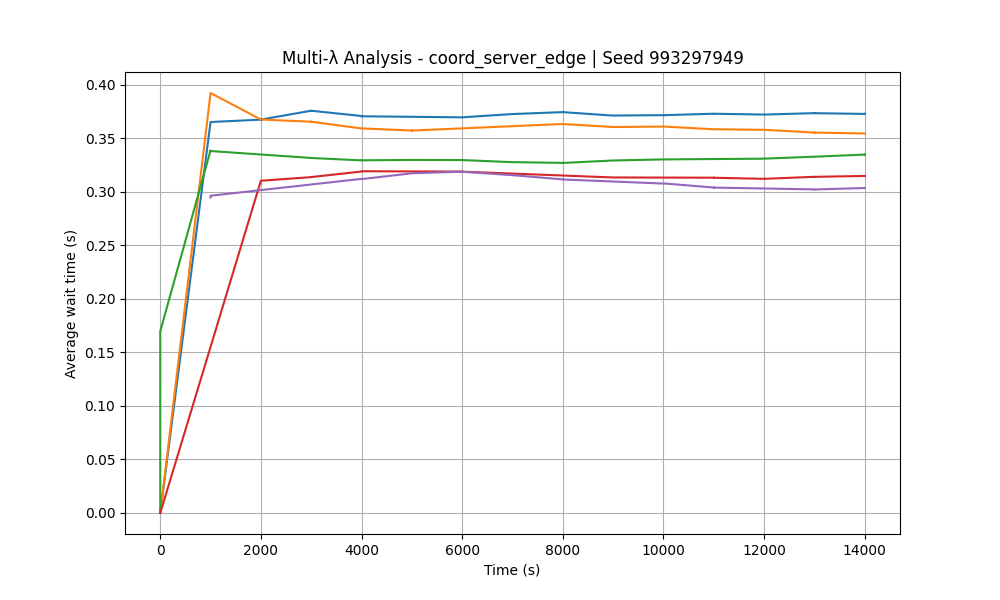 Multi-λ Analysis - coord_server_edge | Seed 993297949
Average wait time (s)
0.40
0.35
0.30
0.25
0.20
0.15
0.10
0.05
0.00
0 2000 4000 6000 8000 10000 12000 14000
Time (s)